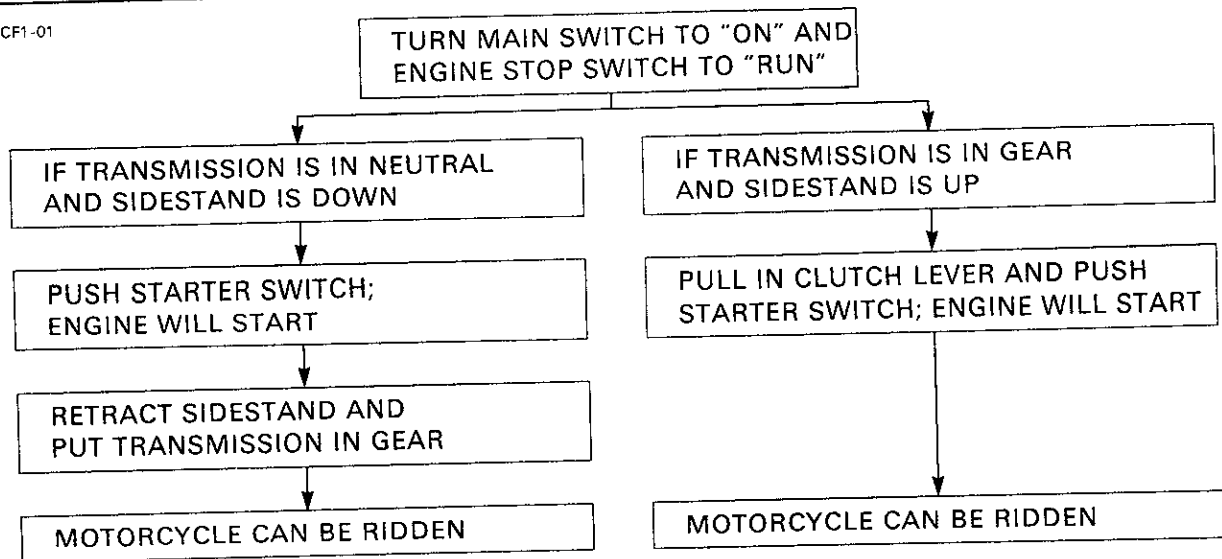 CF1-01
TURN MAIN SWITCH TO "ON" AND
ENGINE STOP SWITCH TO "RUN"
IF TRANSMISSION IS IN NEUTRAL
AND SIDESTAND IS DOWN
PUSH STARTER SWITCH;
ENGINE WILL START
RETRACT SIDESTAND AND
PUT TRANSMISSION IN GEAR
MOTORCYCLE CAN BE RIDDEN
IF TRANSMISSION IS IN GEAR
AND SIDESTAND IS UP
PULL IN CLUTCH LEVER AND PUSH
STARTER SWITCH; ENGINE WILL START
MOTORCYCLE CAN BE RIDDEN